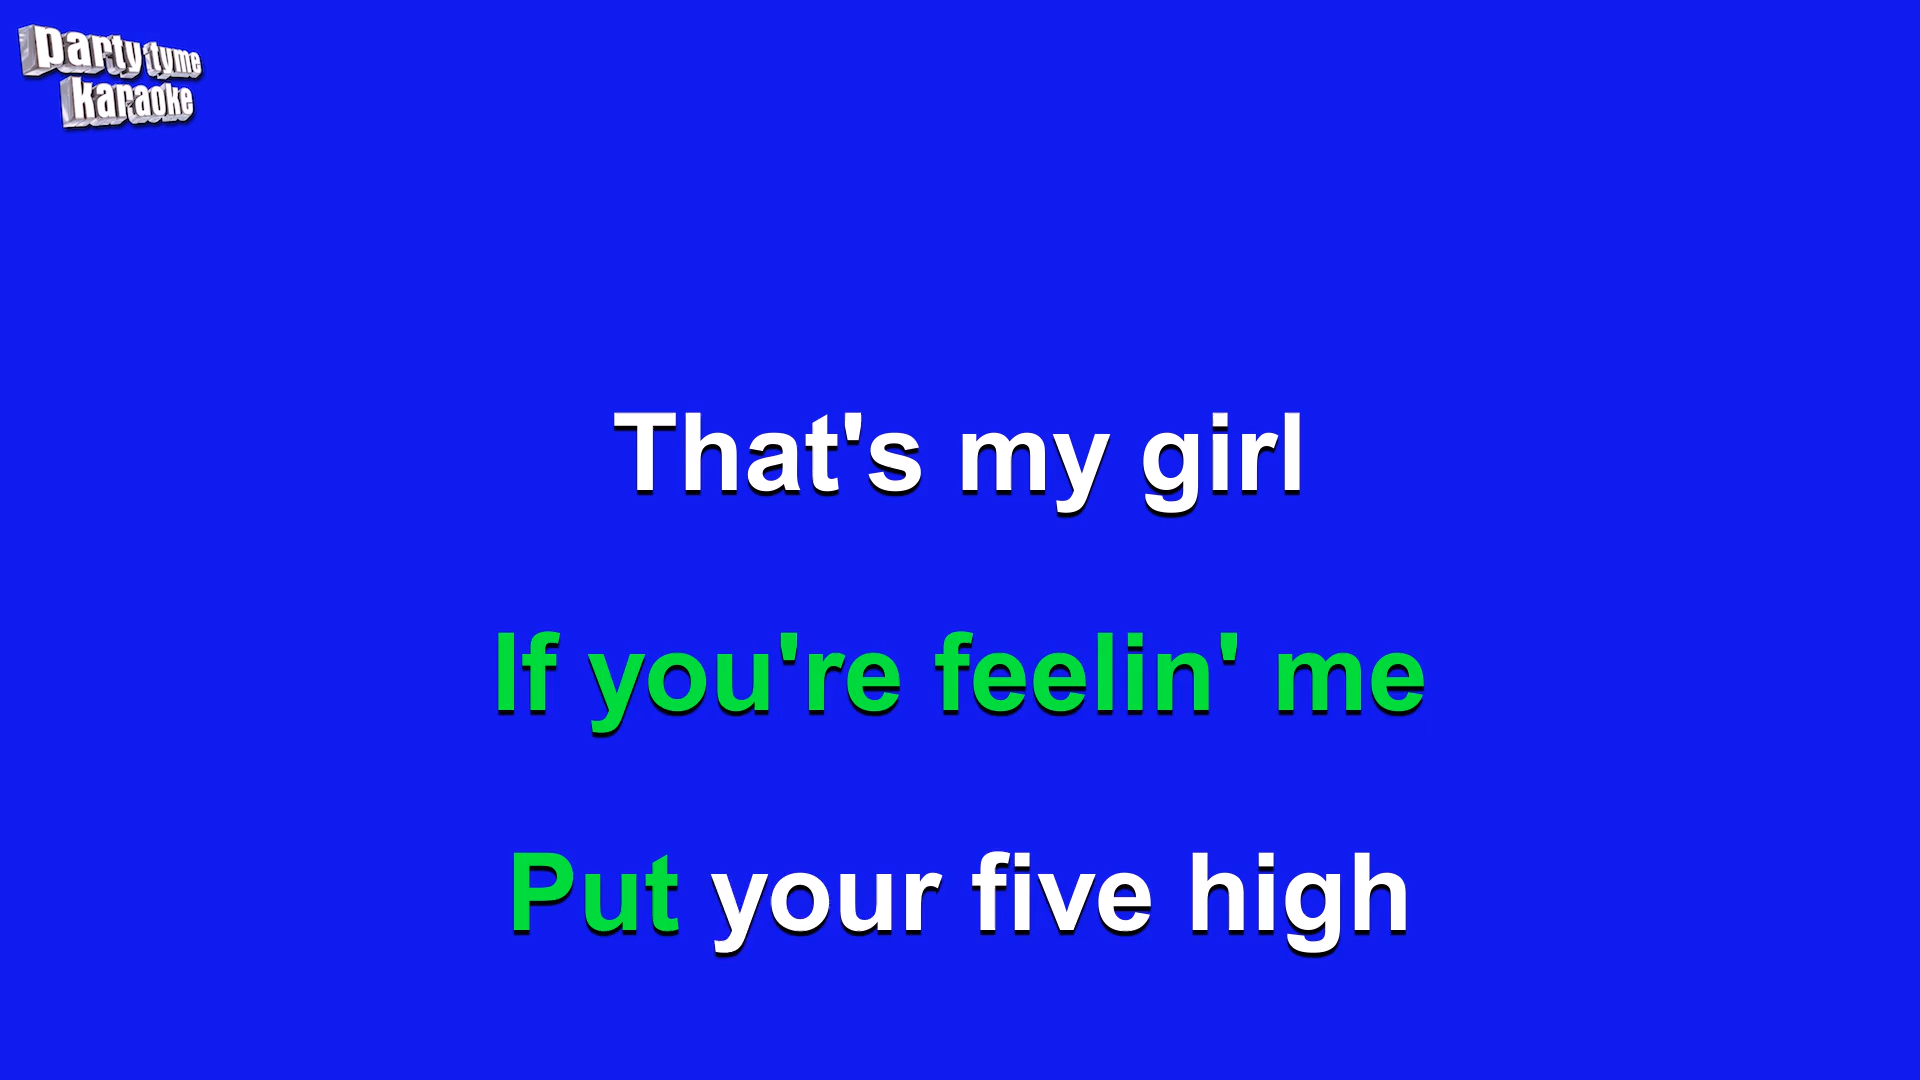 party tyme
karaoke
That's my girl
If you're feelin' me
Put your five high